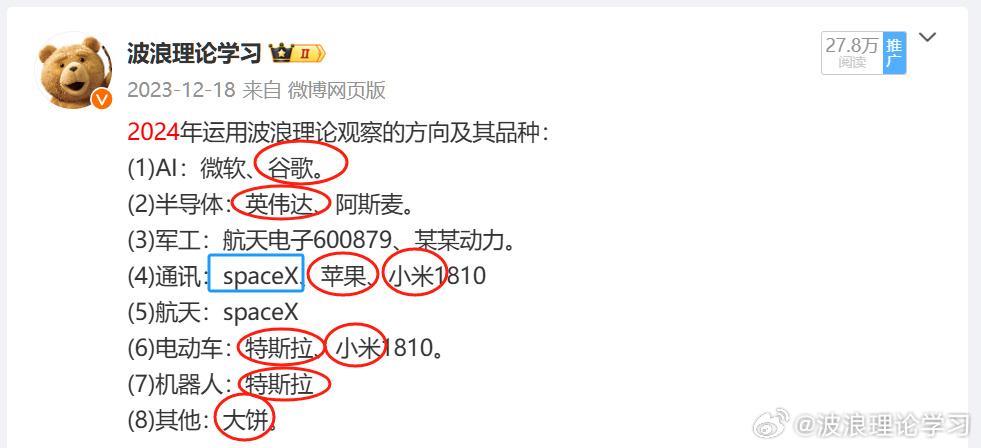 波浪理论学习 II
27.8万
阅读
推广
2023-12-18 来自 微博网页版
2024年运用波浪理论观察的方向及其品种：
(1)AI：微软、谷歌。
(2)半导体：英伟达、阿斯麦。
(3)军工：航天电子600879、某某动力。
(4)通讯：spaceX、苹果、小米1810
(5)航天：spaceX
(6)电动车：特斯拉、小米1810。
(7)机器人：特斯拉
(8)其他：大饼。
@波浪理论学习